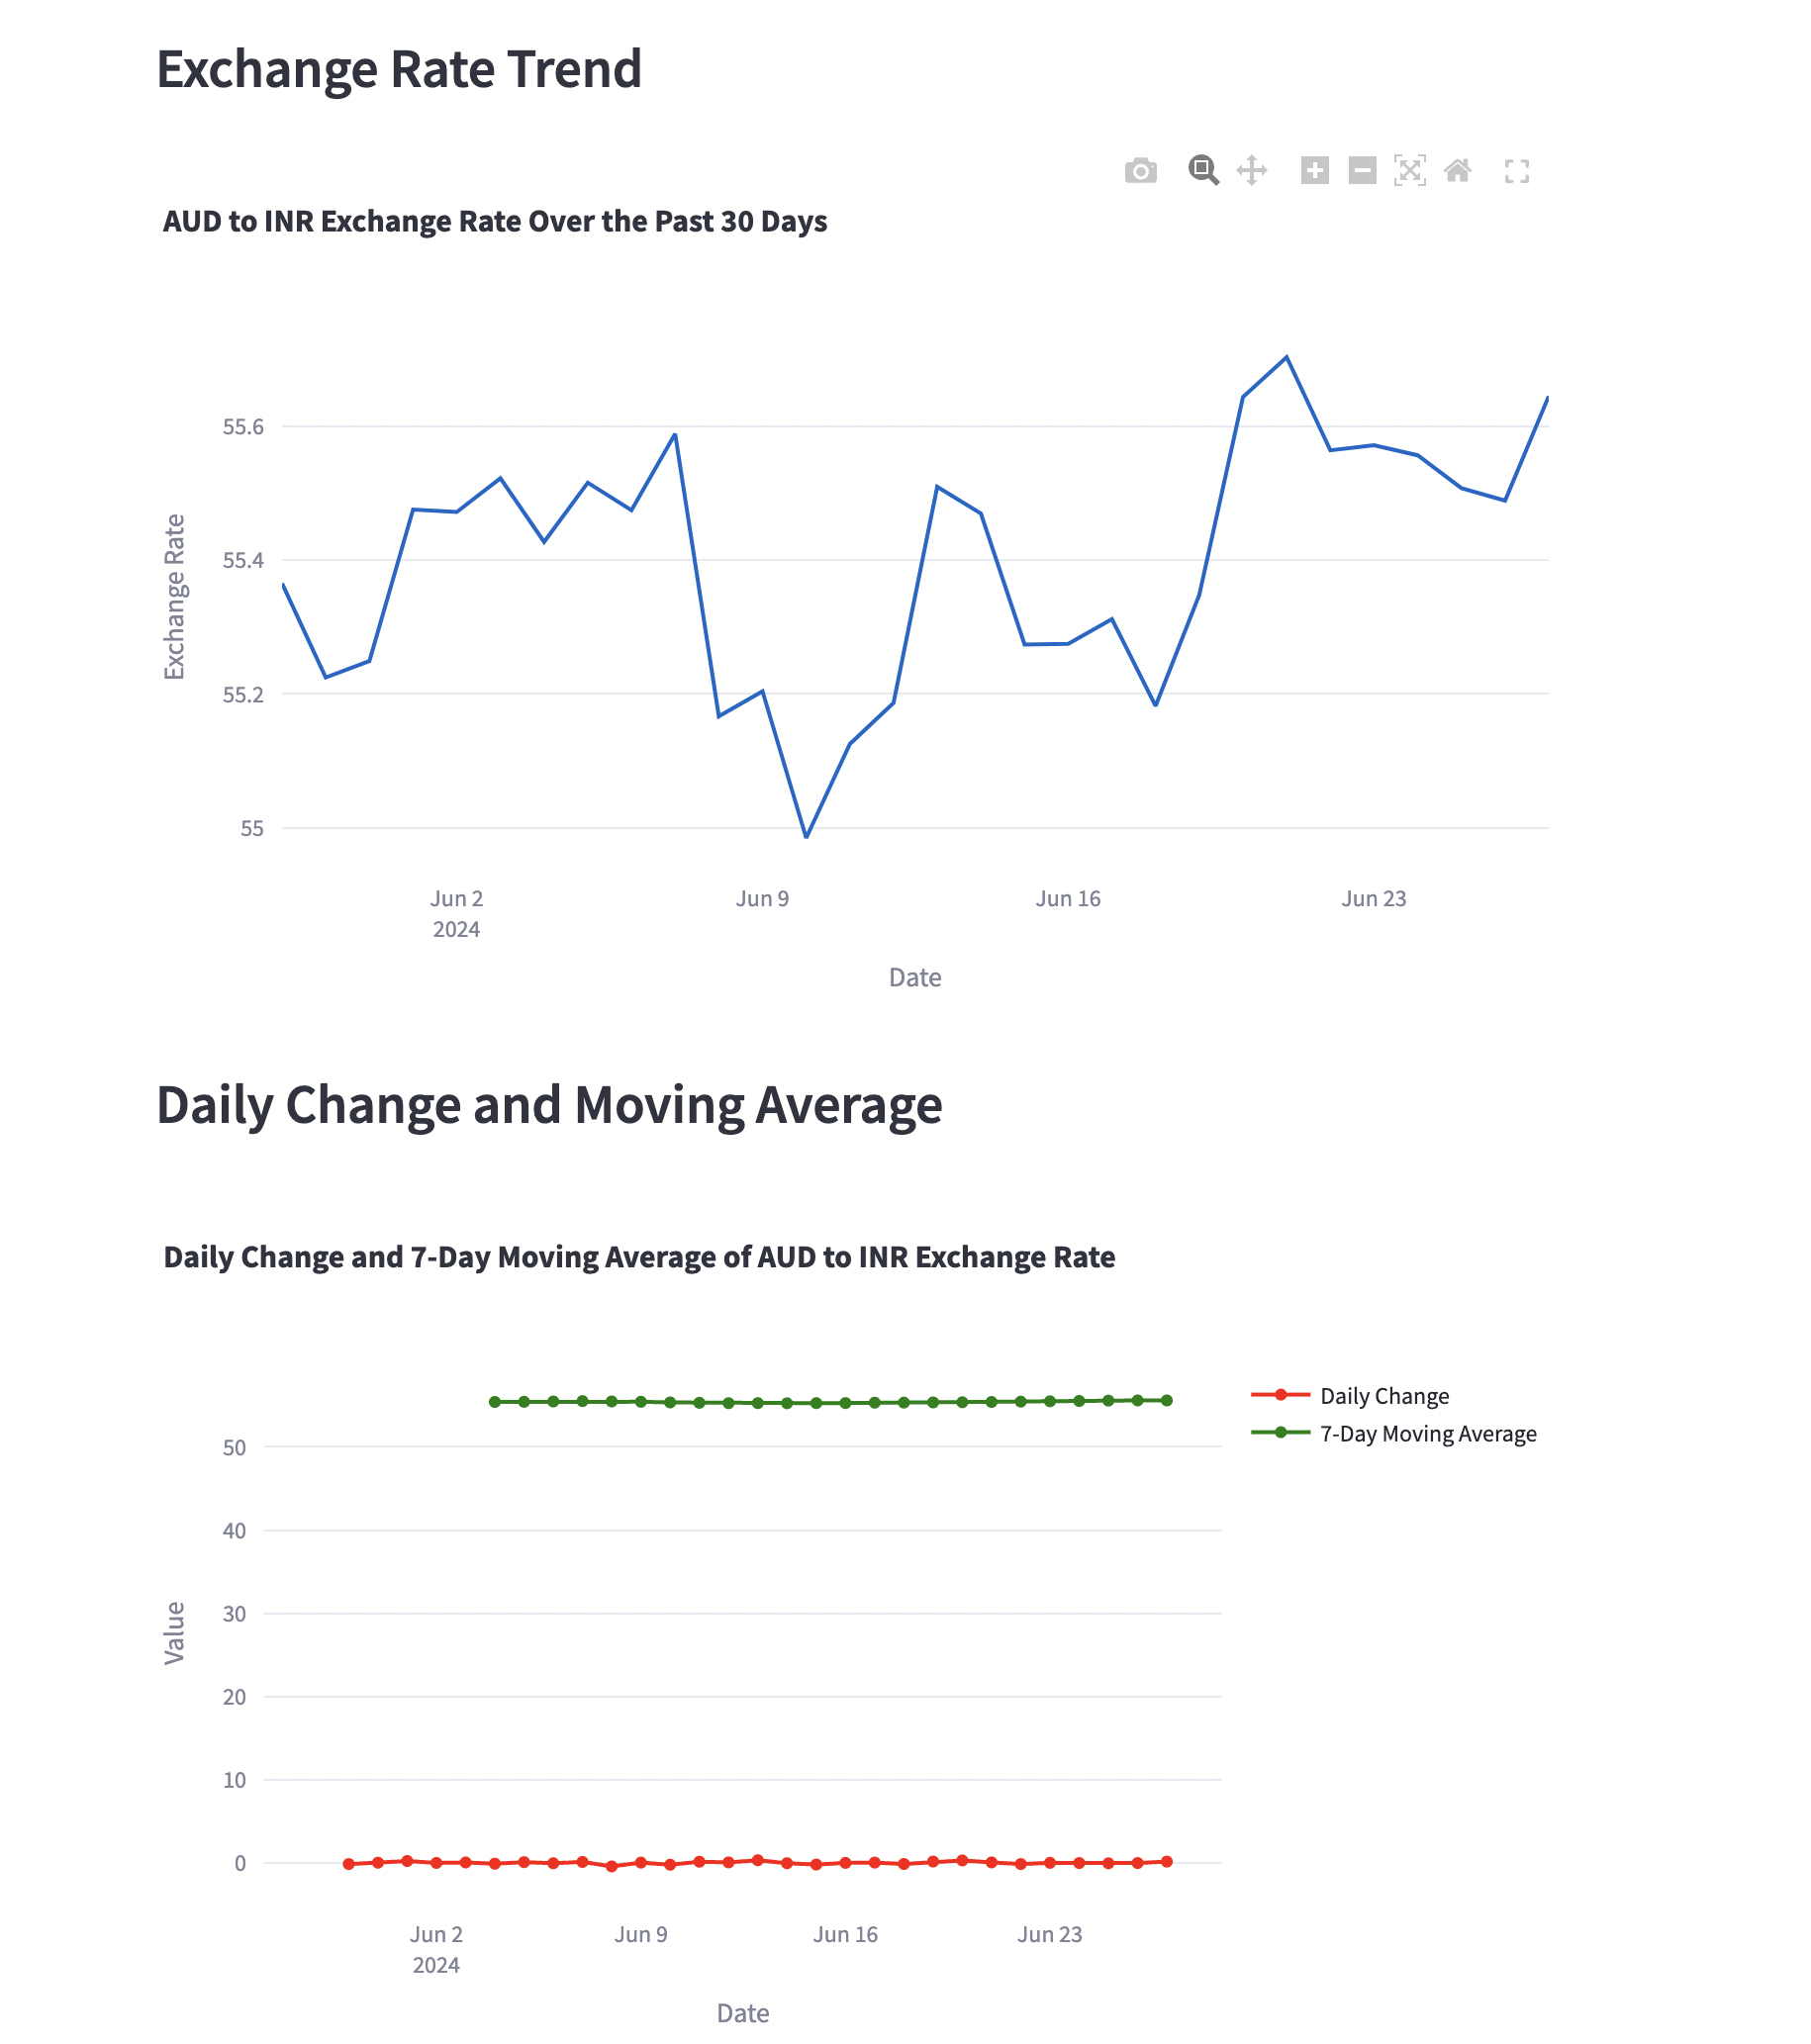 Exchange Rate Trend
AUD to INR Exchange Rate Over the Past 30 Days
55.6
55.4
55.2
55
Exchange Rate
Jun 2
2024
Jun 9
Jun 16
Jun 23
Date
Daily Change and Moving Average
Daily Change and 7-Day Moving Average of AUD to INR Exchange Rate
Daily Change
7-Day Moving Average
50
40
30
20
10
0
Value
Jun 2
2024
Jun 9
Jun 16
Jun 23
Date